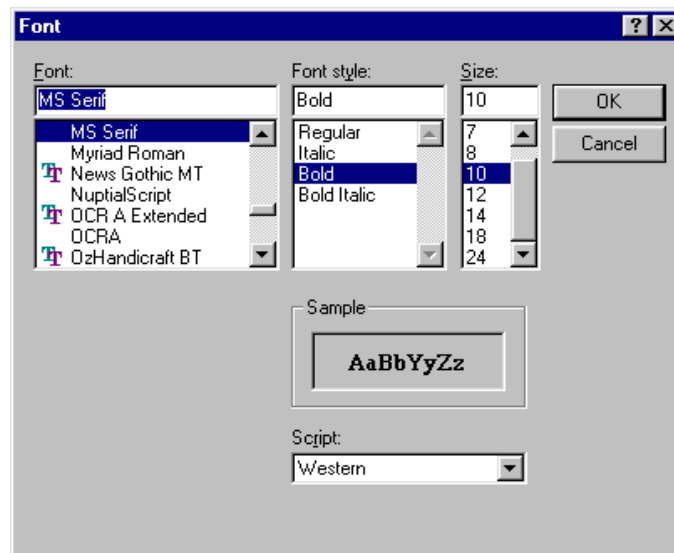 Font
Font:
MS Serif
MS Serif
Myriad Roman
News Gothic MT
NuptialScript
OCR A Extended
OCRA
OzHandicraft BT
Font style:
Bold
Regular
Italic
Bold
Bold Italic
Size:
10
7
8
10
12
14
18
24
OK
Cancel
Sample
AaBbYyZz
Script:
Western